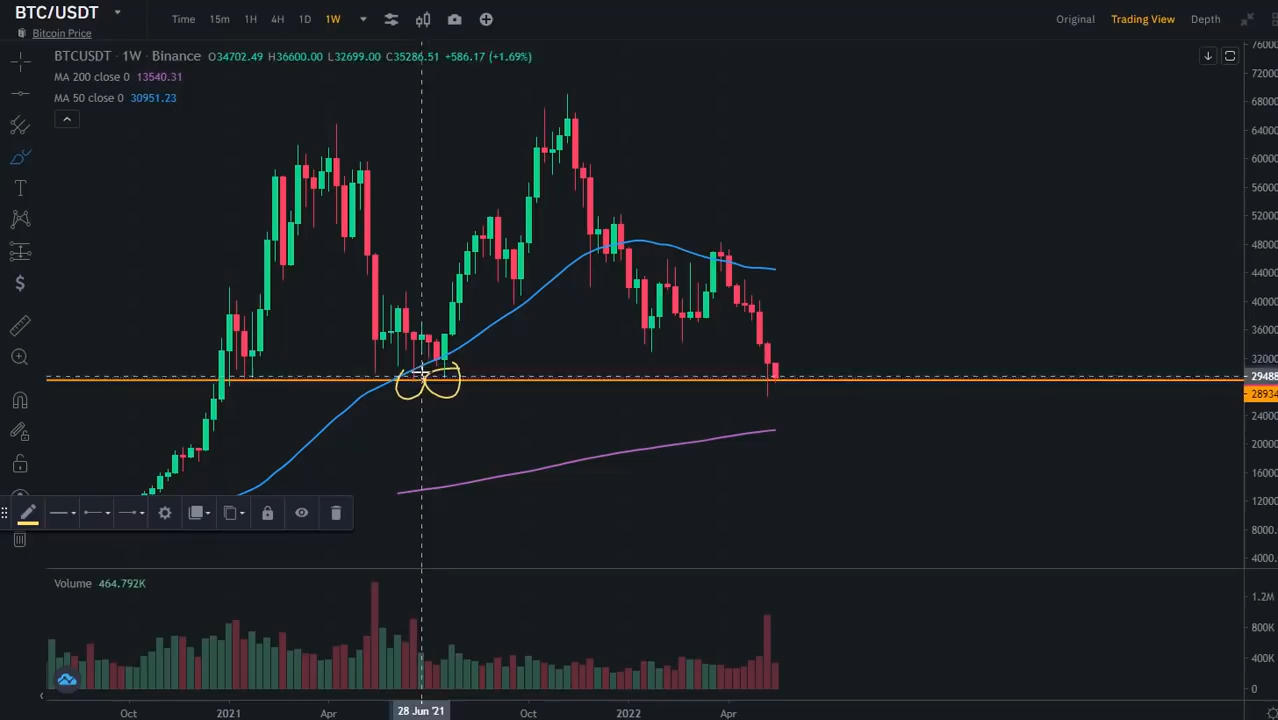 BTC/USDT
Bitcoin Price
Time 15m 1H 4H 1D 1W
Original Trading View Depth
BTCUSDT · 1W · Binance O34702.49 H36600.00 L32699.00 C35286.51 +586.17 (+1.69%)
MA 200 close 0 13540.31
MA 50 close 0 30951.23
76000
72000
68000
64000
60000
56000
52000
48000
44000
40000
36000
32000
29488
28934
24000
20000
16000
12000
8000.
4000.
Volume 464.792K
1.2M
800K
400K
0
Oct 2021 Apr 28 Jun '21 Oct 2022 Apr